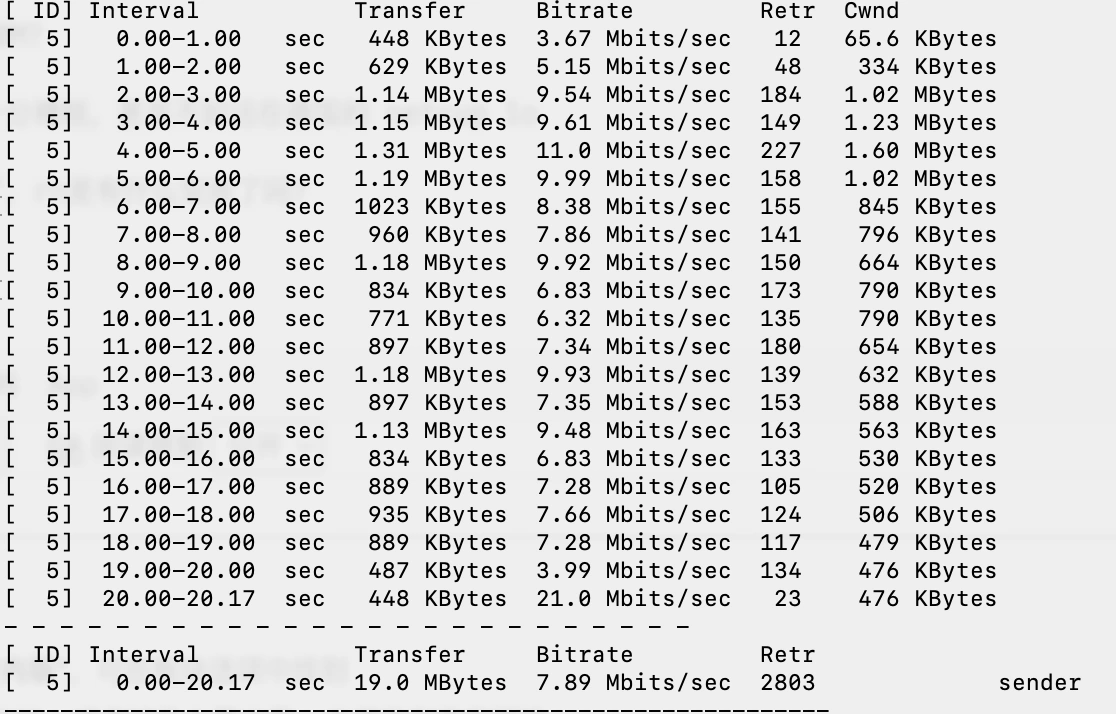 [ ID] Interval           Transfer     Bitrate         Retr  Cwnd
[  5]   0.00-1.00   sec   448 KBytes  3.67 Mbits/sec   12   65.6 KBytes
[  5]   1.00-2.00   sec   629 KBytes  5.15 Mbits/sec   48    334 KBytes
[  5]   2.00-3.00   sec  1.14 MBytes  9.54 Mbits/sec  184   1.02 MBytes
[  5]   3.00-4.00   sec  1.15 MBytes  9.61 Mbits/sec  149   1.23 MBytes
[  5]   4.00-5.00   sec  1.31 MBytes  11.0 Mbits/sec  227   1.60 MBytes
[  5]   5.00-6.00   sec  1.19 MBytes  9.99 Mbits/sec  158   1.02 MBytes
[  5]   6.00-7.00   sec  1023 KBytes  8.38 Mbits/sec  155    845 KBytes
[  5]   7.00-8.00   sec   960 KBytes  7.86 Mbits/sec  141    796 KBytes
[  5]   8.00-9.00   sec  1.18 MBytes  9.92 Mbits/sec  150    664 KBytes
[  5]   9.00-10.00  sec   834 KBytes  6.83 Mbits/sec  173    790 KBytes
[  5]  10.00-11.00  sec   771 KBytes  6.32 Mbits/sec  135    790 KBytes
[  5]  11.00-12.00  sec   897 KBytes  7.34 Mbits/sec  180    654 KBytes
[  5]  12.00-13.00  sec  1.18 MBytes  9.93 Mbits/sec  139    632 KBytes
[  5]  13.00-14.00  sec   897 KBytes  7.35 Mbits/sec  153    588 KBytes
[  5]  14.00-15.00  sec  1.13 MBytes  9.48 Mbits/sec  163    563 KBytes
[  5]  15.00-16.00  sec   834 KBytes  6.83 Mbits/sec  133    530 KBytes
[  5]  16.00-17.00  sec   889 KBytes  7.28 Mbits/sec  105    520 KBytes
[  5]  17.00-18.00  sec   935 KBytes  7.66 Mbits/sec  124    506 KBytes
[  5]  18.00-19.00  sec   889 KBytes  7.28 Mbits/sec  117    479 KBytes
[  5]  19.00-20.00  sec   487 KBytes  3.99 Mbits/sec  134    476 KBytes
[  5]  20.00-20.17  sec   448 KBytes  21.0 Mbits/sec   23    476 KBytes
- - - - - - - - - - - - - - - - - - - - - - - - -
[ ID] Interval           Transfer     Bitrate         Retr
[  5]   0.00-20.17  sec  19.0 MBytes  7.89 Mbits/sec  2803             sender
-----------------------------------------------------------